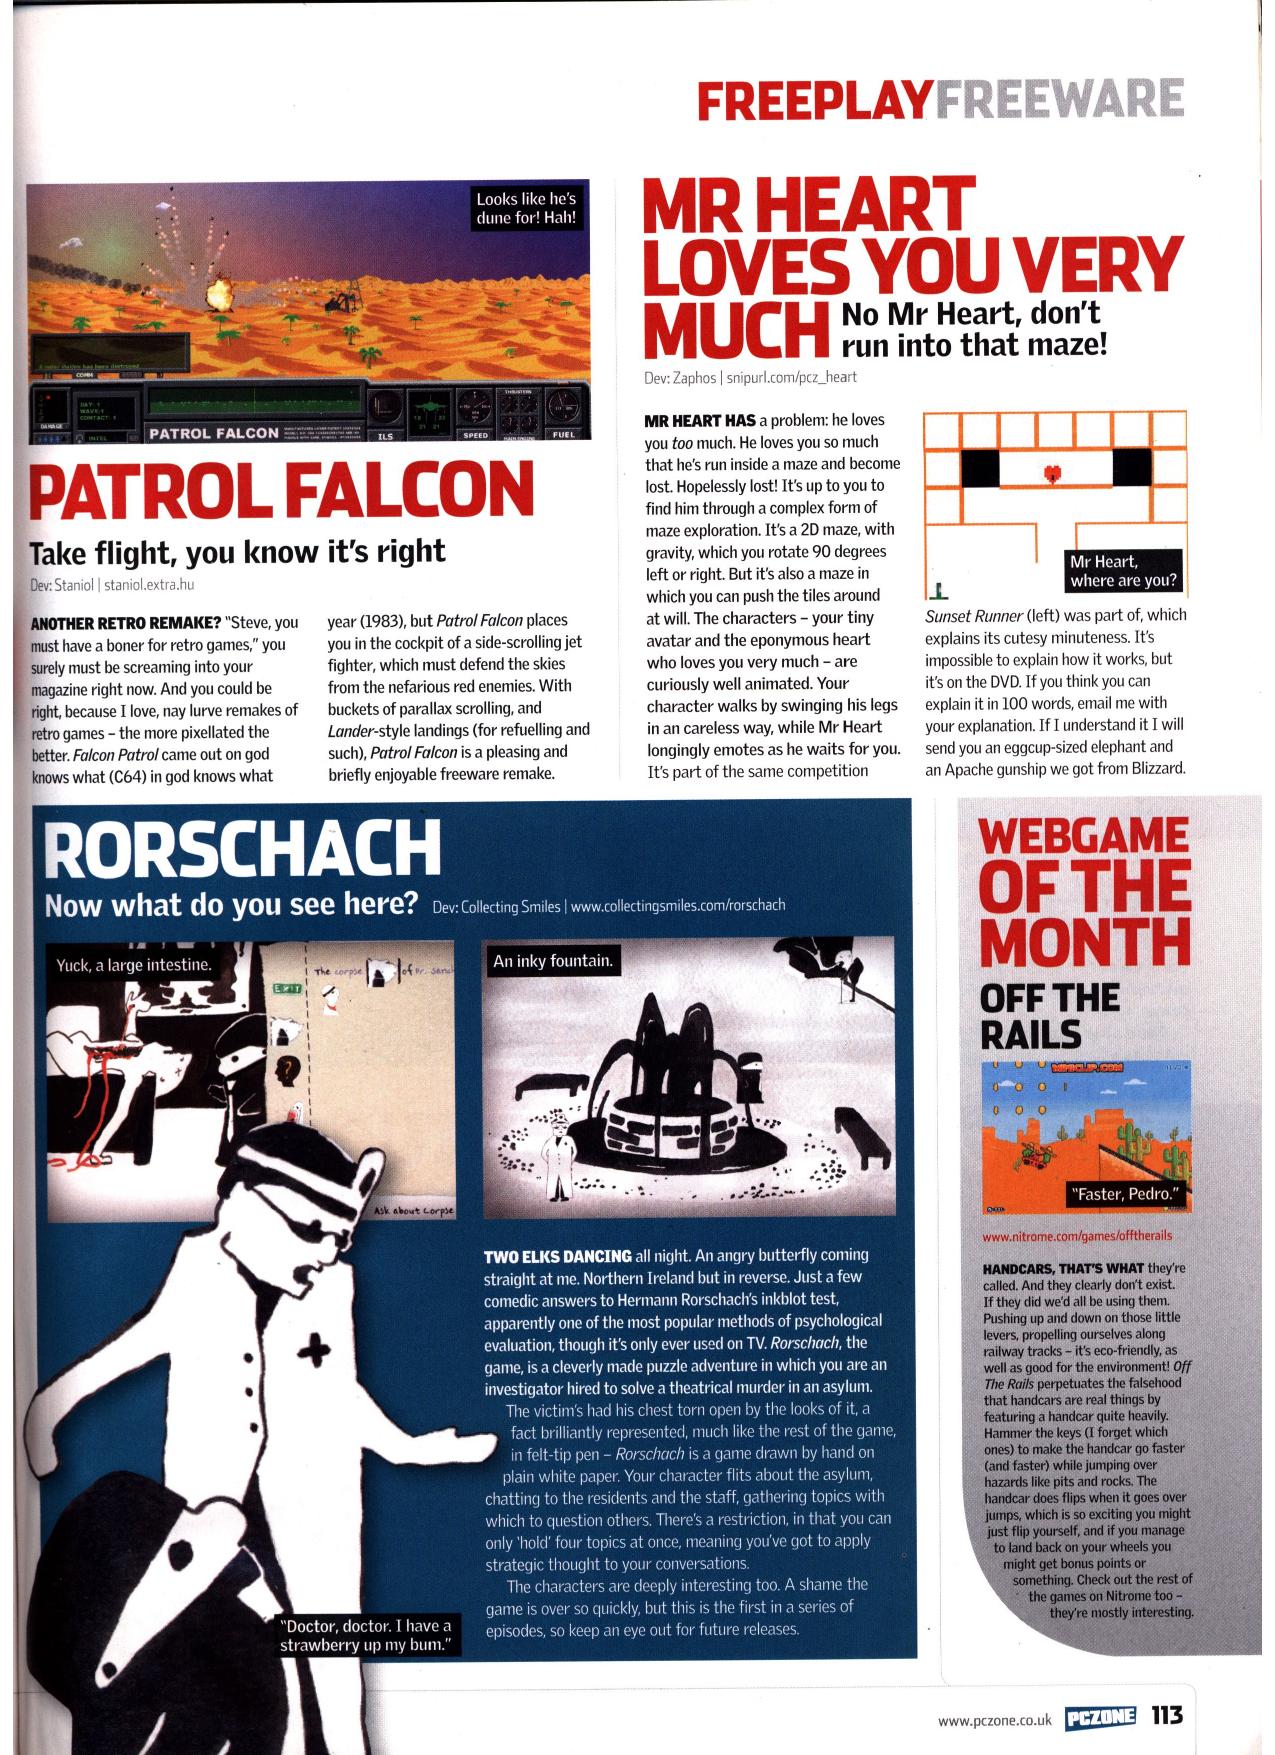 FREEPLAYFREEWARE
Looks like he's
dune for! Hah!
COMM
DAMAGE
DAY: 1
WAVE: 1
CONTACT: 1
INTEL
PATROL FALCON
ILS
SPEED
THRUSTERS
MAIN ENGINE
FUEL
PATROL FALCON
Take flight, you know it's right
Dev: Staniol | staniol.extra.hu
ANOTHER RETRO REMAKE? “Steve, you
must have a boner for retro games,” you
surely must be screaming into your
magazine right now. And you could be
right, because I love, nay lurve remakes of
retro games – the more pixellated the
better. Falcon Patrol came out on god
knows what (C64) in god knows what
year (1983), but Patrol Falcon places
you in the cockpit of a side-scrolling jet
fighter, which must defend the skies
from the nefarious red enemies. With
buckets of parallax scrolling, and
Lander-style landings (for refuelling and
such), Patrol Falcon is a pleasing and
briefly enjoyable freeware remake.
MR HEART
LOVES YOU VERY
MUCH No Mr Heart, don't
run into that maze!
Dev: Zaphos | snipurl.com/pcz_heart
MR HEART HAS a problem: he loves
you too much. He loves you so much
that he's run inside a maze and become
lost. Hopelessly lost! It's up to you to
find him through a complex form of
maze exploration. It's a 2D maze, with
gravity, which you rotate 90 degrees
left or right. But it's also a maze in
which you can push the tiles around
at will. The characters – your tiny
avatar and the eponymous heart
who loves you very much – are
curiously well animated. Your
character walks by swinging his legs
in an careless way, while Mr Heart
longingly emotes as he waits for you.
It's part of the same competition
Mr Heart,
where are you?
Sunset Runner (left) was part of, which
explains its cutesy minuteness. It's
impossible to explain how it works, but
it's on the DVD. If you think you can
explain it in 100 words, email me with
your explanation. If I understand it I will
send you an eggcup-sized elephant and
an Apache gunship we got from Blizzard.
RORSCHACH
Now what do you see here? Dev: Collecting Smiles | www.collectingsmiles.com/rorschach
Yuck, a large intestine.
The corpse of Dr. Sanch
EXIT
Ask about Corpse
An inky fountain.
“Doctor, doctor. I have a
strawberry up my bum.”
TWO ELKS DANCING all night. An angry butterfly coming
straight at me. Northern Ireland but in reverse. Just a few
comedic answers to Hermann Rorschach's inkblot test,
apparently one of the most popular methods of psychological
evaluation, though it's only ever used on TV. Rorschach, the
game, is a cleverly made puzzle adventure in which you are an
investigator hired to solve a theatrical murder in an asylum.
The victim's had his chest torn open by the looks of it, a
fact brilliantly represented, much like the rest of the game,
in felt-tip pen – Rorschach is a game drawn by hand on
plain white paper. Your character flits about the asylum,
chatting to the residents and the staff, gathering topics with
which to question others. There's a restriction, in that you can
only 'hold' four topics at once, meaning you've got to apply
strategic thought to your conversations.
The characters are deeply interesting too. A shame the
game is over so quickly, but this is the first in a series of
episodes, so keep an eye out for future releases.
WEBGAME
OF THE
MONTH
OFF THE
RAILS
MINICLIP.COM
“Faster, Pedro.”
www.nitrome.com/games/offtherails
HANDCARS, THAT'S WHAT they're
called. And they clearly don't exist.
If they did we'd all be using them.
Pushing up and down on those little
levers, propelling ourselves along
railway tracks – it's eco-friendly, as
well as good for the environment! Off
The Rails perpetuates the falsehood
that handcars are real things by
featuring a handcar quite heavily.
Hammer the keys (I forget which
ones) to make the handcar go faster
(and faster) while jumping over
hazards like pits and rocks. The
handcar does flips when it goes over
jumps, which is so exciting you might
just flip yourself, and if you manage
to land back on your wheels you
might get bonus points or
something. Check out the rest of
the games on Nitrome too –
they're mostly interesting.
www.pczone.co.uk PCZONE 113